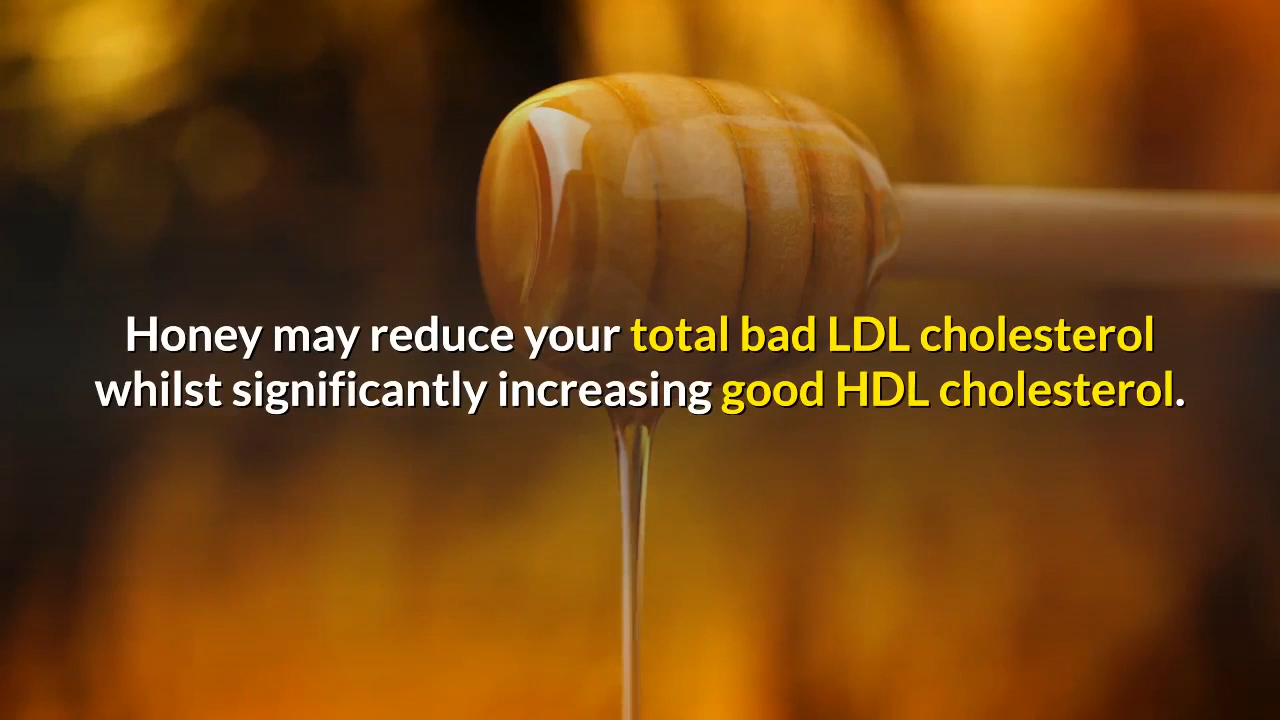 Honey may reduce your total bad LDL cholesterol
whilst significantly increasing good HDL cholesterol.